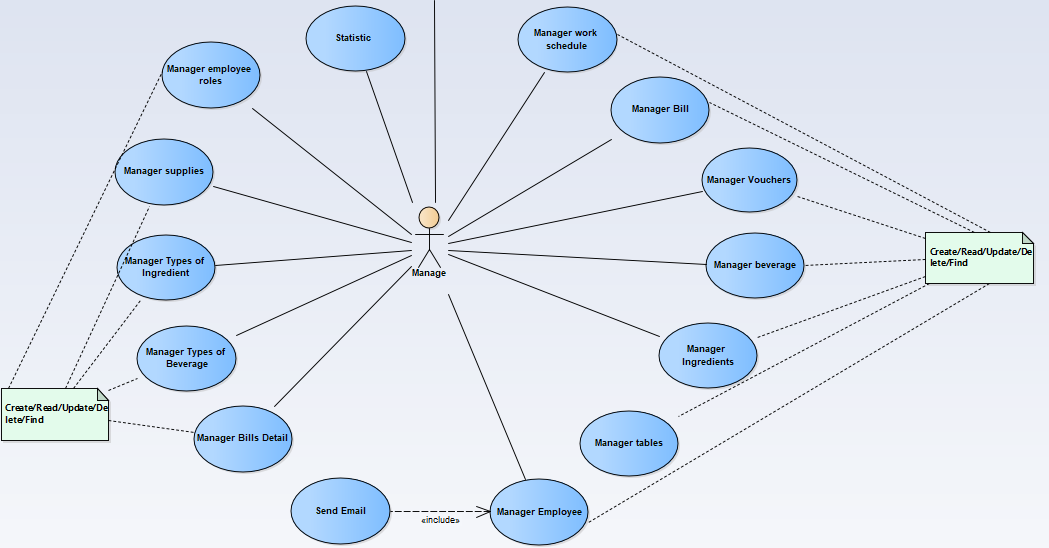 Statistic
Manager work
schedule
Manager employee
roles
Manager Bill
Manager supplies
Manager Vouchers
Manager Types of
Ingredient
Manage
Manager beverage
Create/Read/Update/De
lete/Find
Manager Types of
Beverage
Manager
Ingredients
Create/Read/Update/De
lete/Find
Manager Bills Detail
Manager tables
Send Email
«include»
Manager Employee